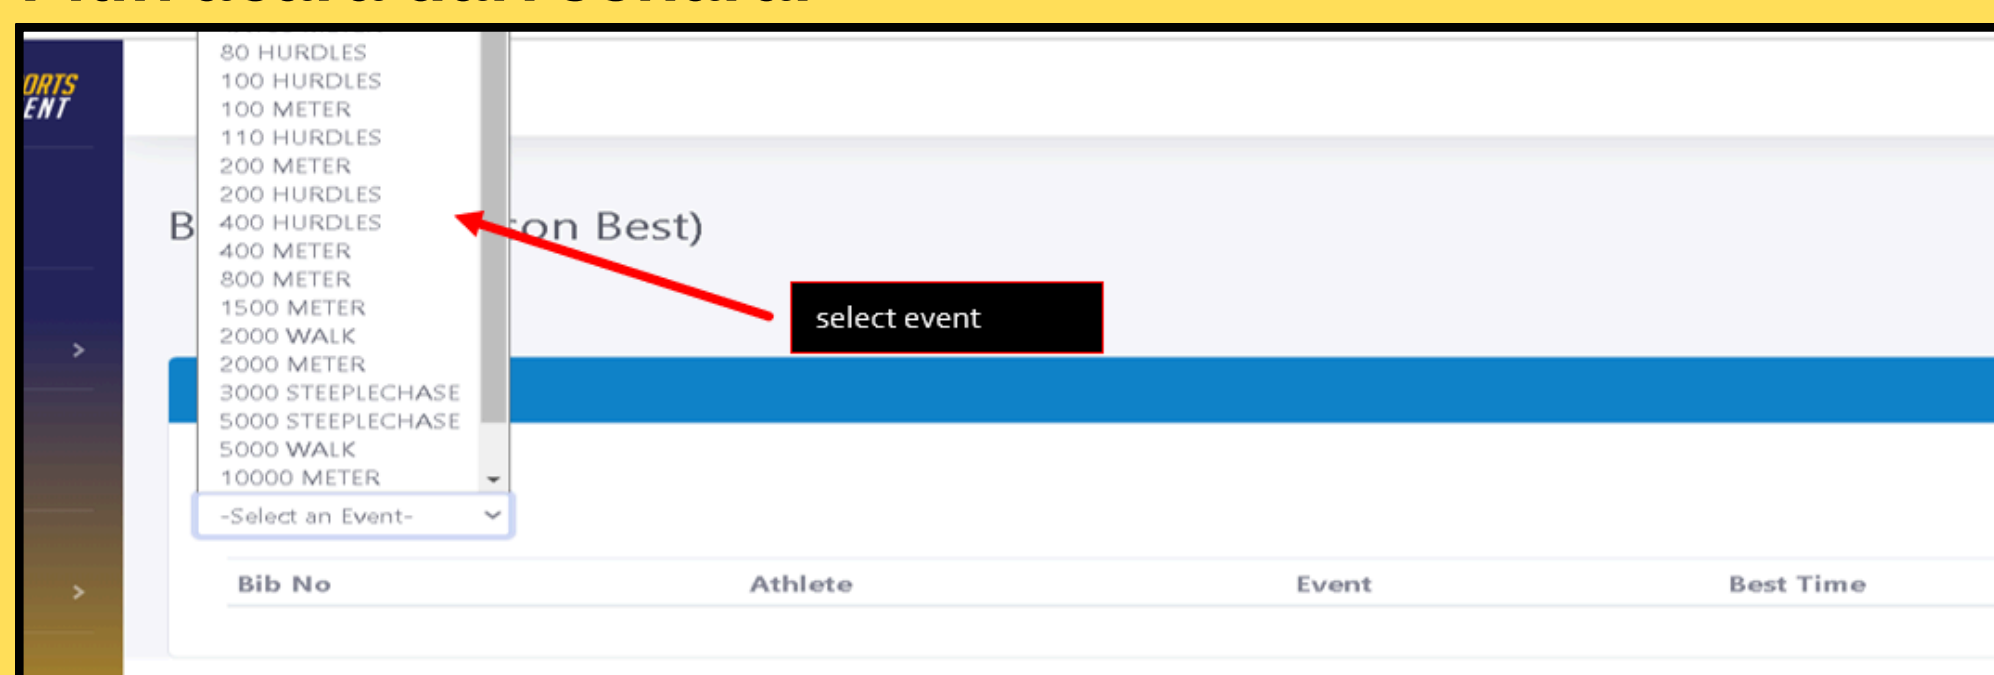 80 HURDLES
100 HURDLES
100 METER
110 HURDLES
200 METER
200 HURDLES
400 HURDLES
400 METER
800 METER
1500 METER
2000 WALK
2000 METER
3000 STEEPLECHASE
5000 STEEPLECHASE
5000 WALK
10000 METER
-Select an Event-
ORTS
ENT
B
son Best)
select event
Bib No Athlete Event Best Time